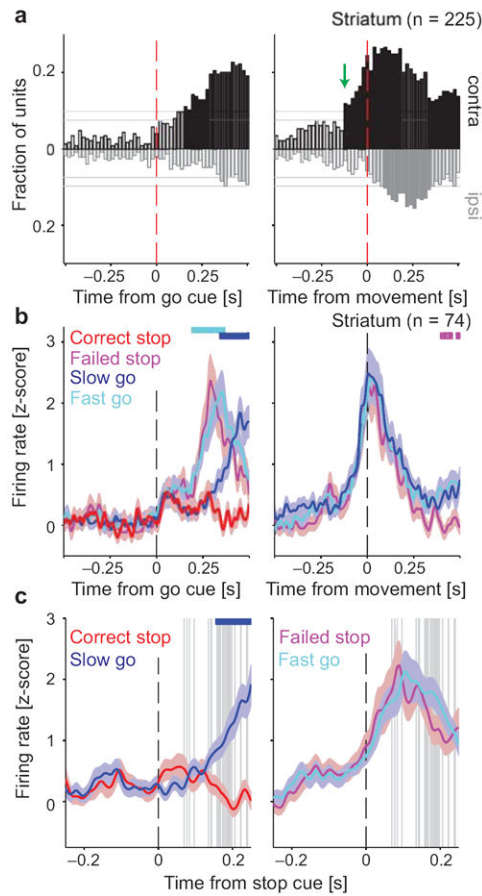 a
Striatum (n = 225)
Fraction of units
0.2
0
0.2
contra
ipsi
−0.25 0 0.25
−0.25 0 0.25
Time from go cue [s]
Time from movement [s]
b
Striatum (n = 74)
Correct stop
Failed stop
Slow go
Fast go
Firing rate [z-score]
3
2
1
0
−0.25 0 0.25
−0.25 0 0.25
Time from go cue [s]
Time from movement [s]
c
Correct stop
Slow go
Failed stop
Fast go
Firing rate [z-score]
3
2
1
0
−0.2 0 0.2
−0.2 0 0.2
Time from stop cue [s]